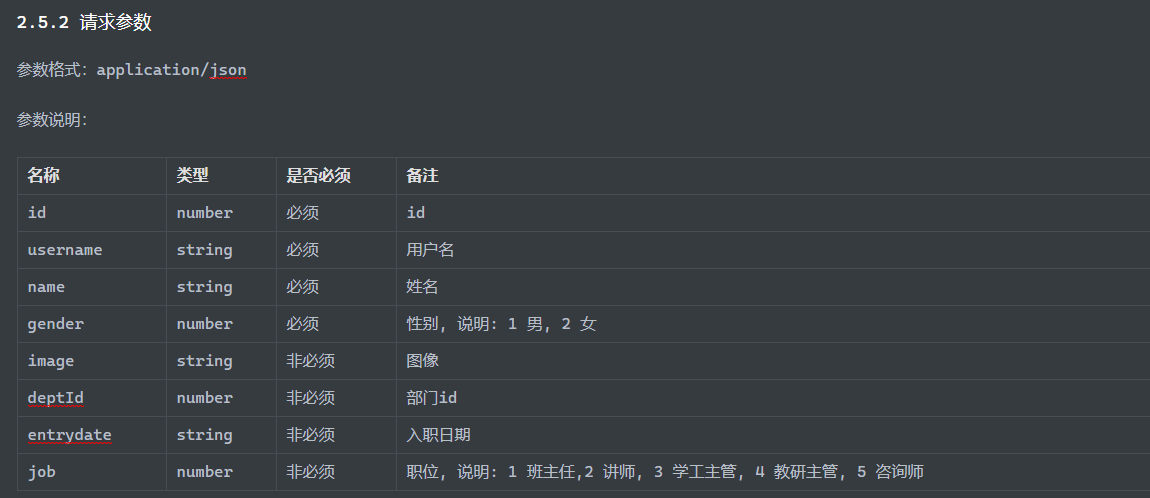 2.5.2 请求参数
参数格式：application/json
参数说明：
名称 类型 是否必须 备注
id number 必须 id
username string 必须 用户名
name string 必须 姓名
gender number 必须 性别, 说明: 1 男, 2 女
image string 非必须 图像
deptId number 非必须 部门id
entrydate string 非必须 入职日期
job number 非必须 职位, 说明: 1 班主任,2 讲师, 3 学工主管, 4 教研主管, 5 咨询师